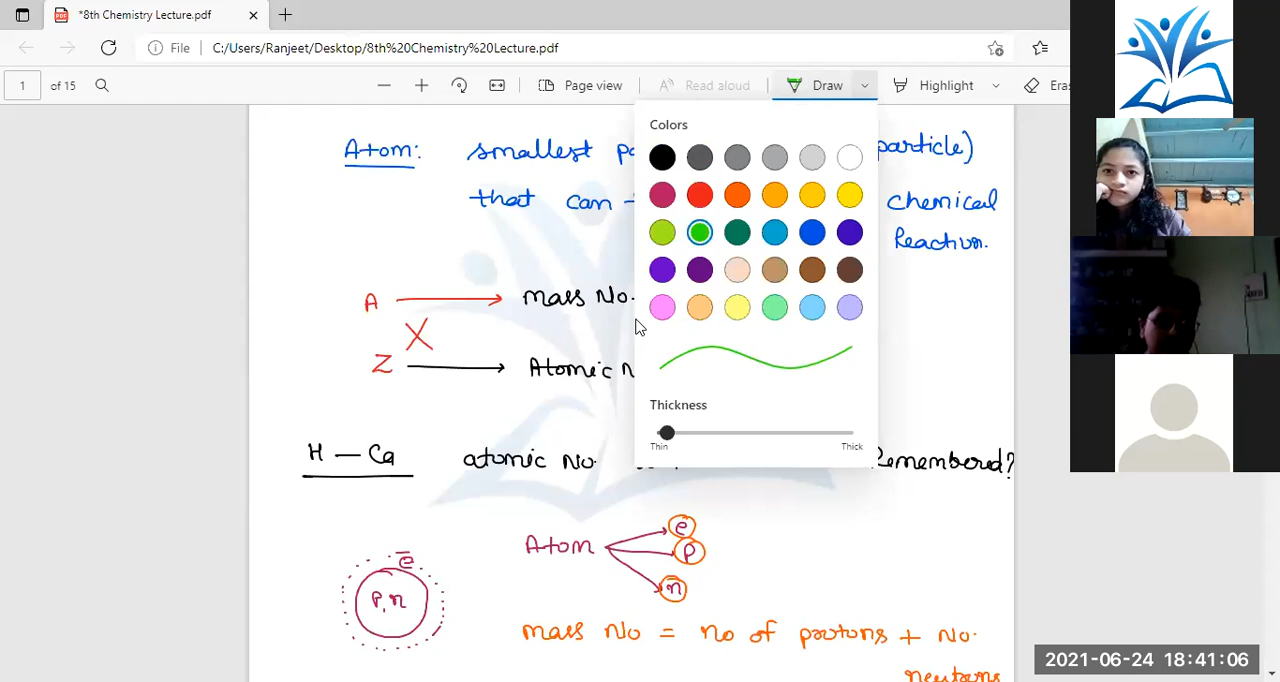 *8th Chemistry Lecture.pdf
File | C:/Users/Ranjeet/Desktop/8th%20Chemistry%20Lecture.pdf
1 of 15 Page view Read aloud Draw Highlight Eras
Colors
Thickness
Thin Thick
Atom: smallest particle)
that can chemical
Reaction.
A mass No.
X
Z Atomic N
H — Ca atomic No. Remembered?
Atom
e
p
n
e
P, n
mass No = no of protons + No.
neutrons
2021-06-24 18:41:06